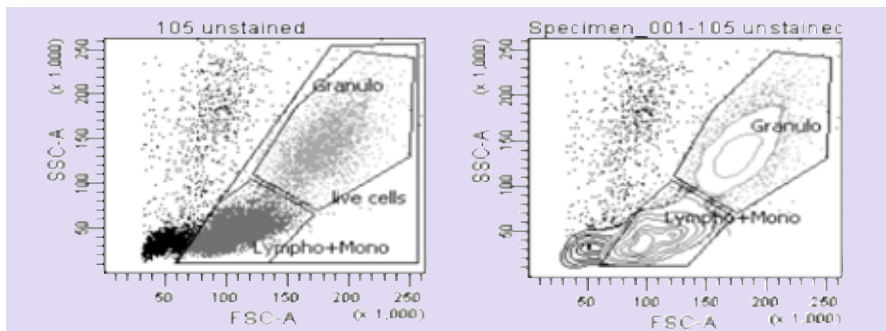 105 unstained
SSC-A
(x 1,000)
250
200
150
100
50
Granulo
live cells
Lympho+Mono
50 100 150 200 250
FSC-A
(x 1,000)
Specimen_001-105 unstained
SSC-A
(x 1,000)
250
200
150
100
50
Granulo
Lympho+Mono
50 100 150 200 250
FSC-A
(x 1,000)